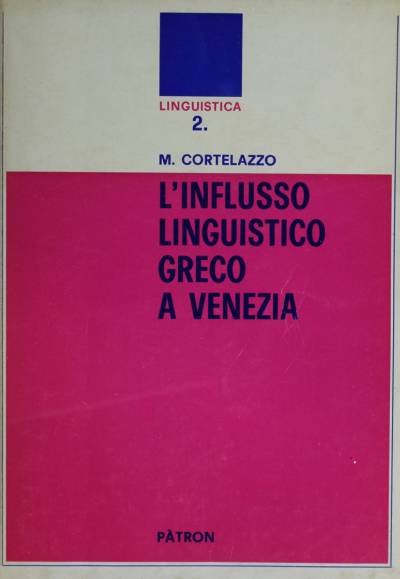 LINGUISTICA
2.
M. CORTELAZZO
L'INFLUSSO
LINGUISTICO
GRECO
A VENEZIA
PÀTRON